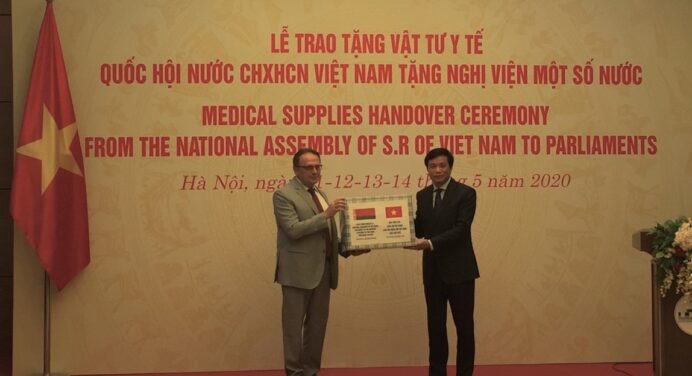 LỄ TRAO TẶNG VẬT TƯ Y TẾ
QUỐC HỘI NƯỚC CHXHCN VIỆT NAM TẶNG NGHỊ VIỆN MỘT SỐ NƯỚC
MEDICAL SUPPLIES HANDOVER CEREMONY
FROM THE NATIONAL ASSEMBLY OF S.R OF VIET NAM TO PARLIAMENTS
Hà Nội, ngày 1-12-13-14 tháng 5 năm 2020